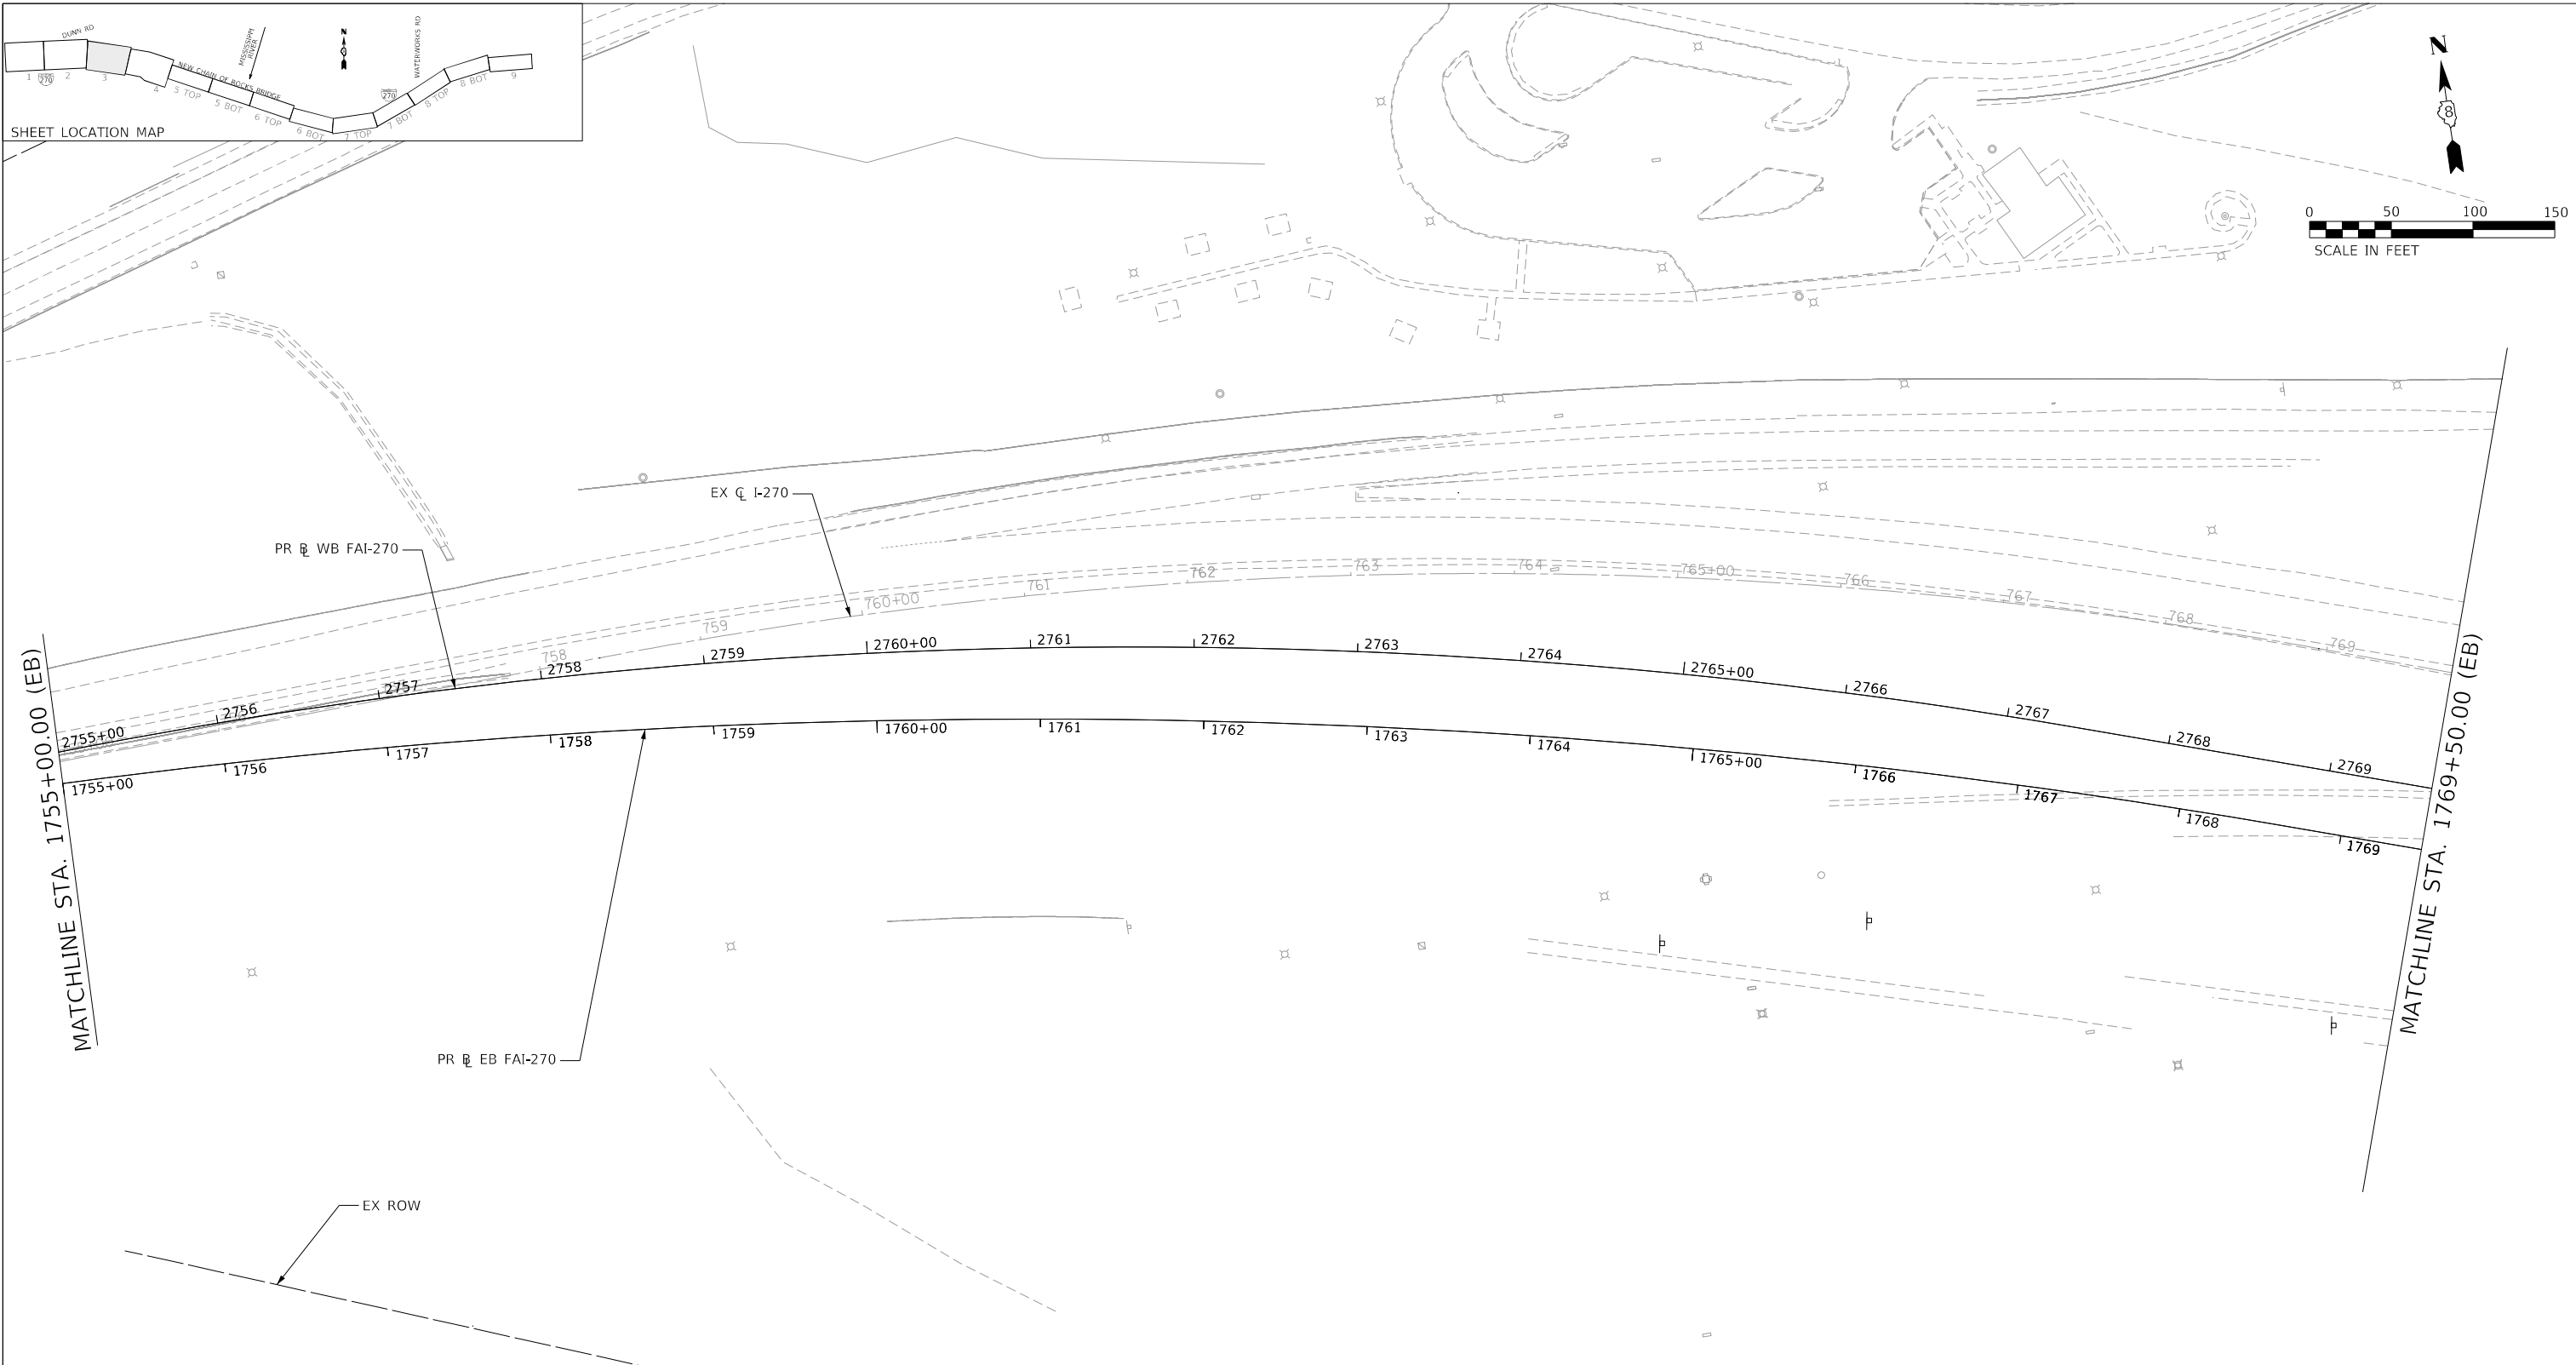 DUNN RD
MISSISSIPPI
RIVER
N
WATERWORKS RD
NEW CHAIN OF ROCKS BRIDGE
1
270
2
3
4
5 TOP
5 BOT
6 TOP
6 BOT
7 TOP
270
7 BOT
8 TOP
8 BOT
9
SHEET LOCATION MAP
N
8
0 50 100 150
SCALE IN FEET
EX CL I-270
PR BL WB FAI-270
758
759
760+00
761
762
763
764
765+00
766
767
768
769
2755+00
2756
2757
2758
2759
2760+00
2761
2762
2763
2764
2765+00
2766
2767
2768
2769
1755+00
1756
1757
1758
1759
1760+00
1761
1762
1763
1764
1765+00
1766
1767
1768
1769
MATCHLINE STA. 1755+00.00 (EB)
MATCHLINE STA. 1769+50.00 (EB)
PR BL EB FAI-270
EX ROW